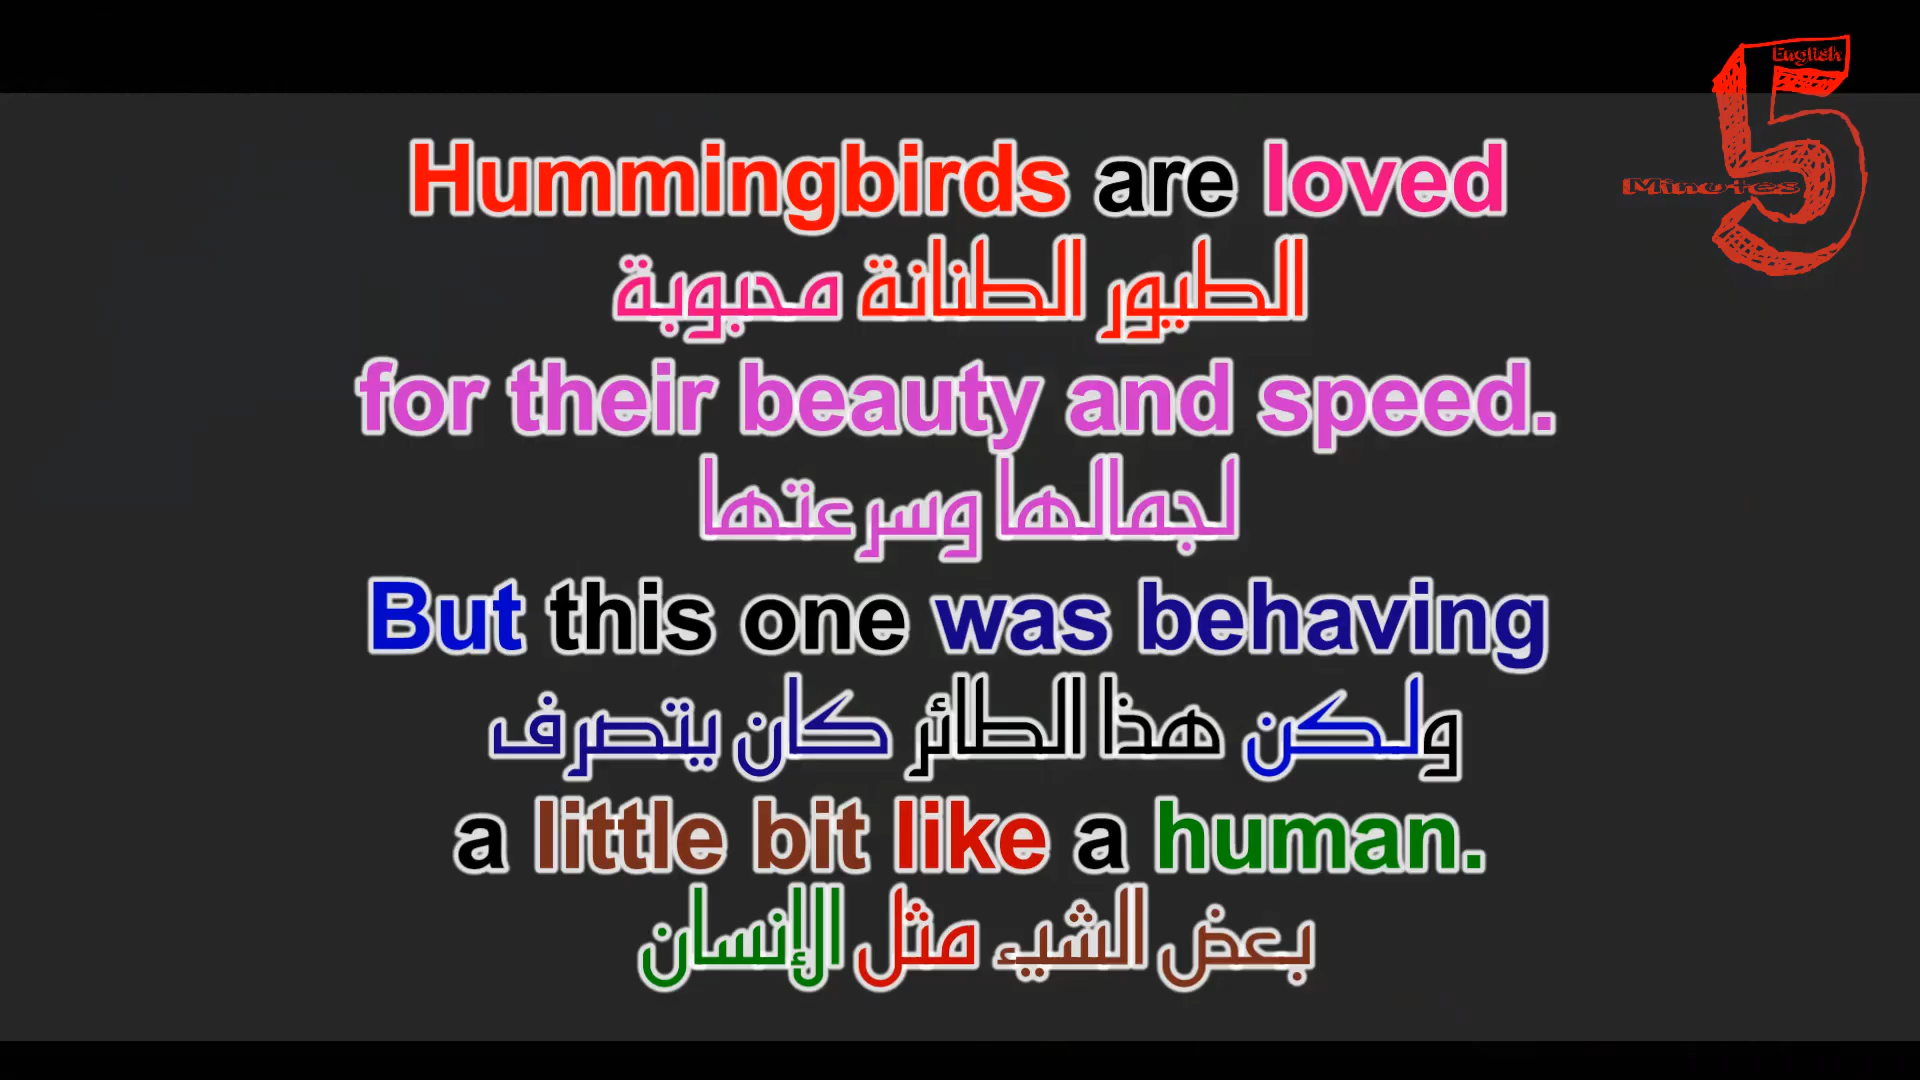 English
5
Minutes
Hummingbirds are loved
الطيور الطنانة محبوبة
for their beauty and speed.
لجمالها وسرعتها
But this one was behaving
ولكن هذا الطائر كان يتصرف
a little bit like a human.
بعض الشيء مثل الإنسان